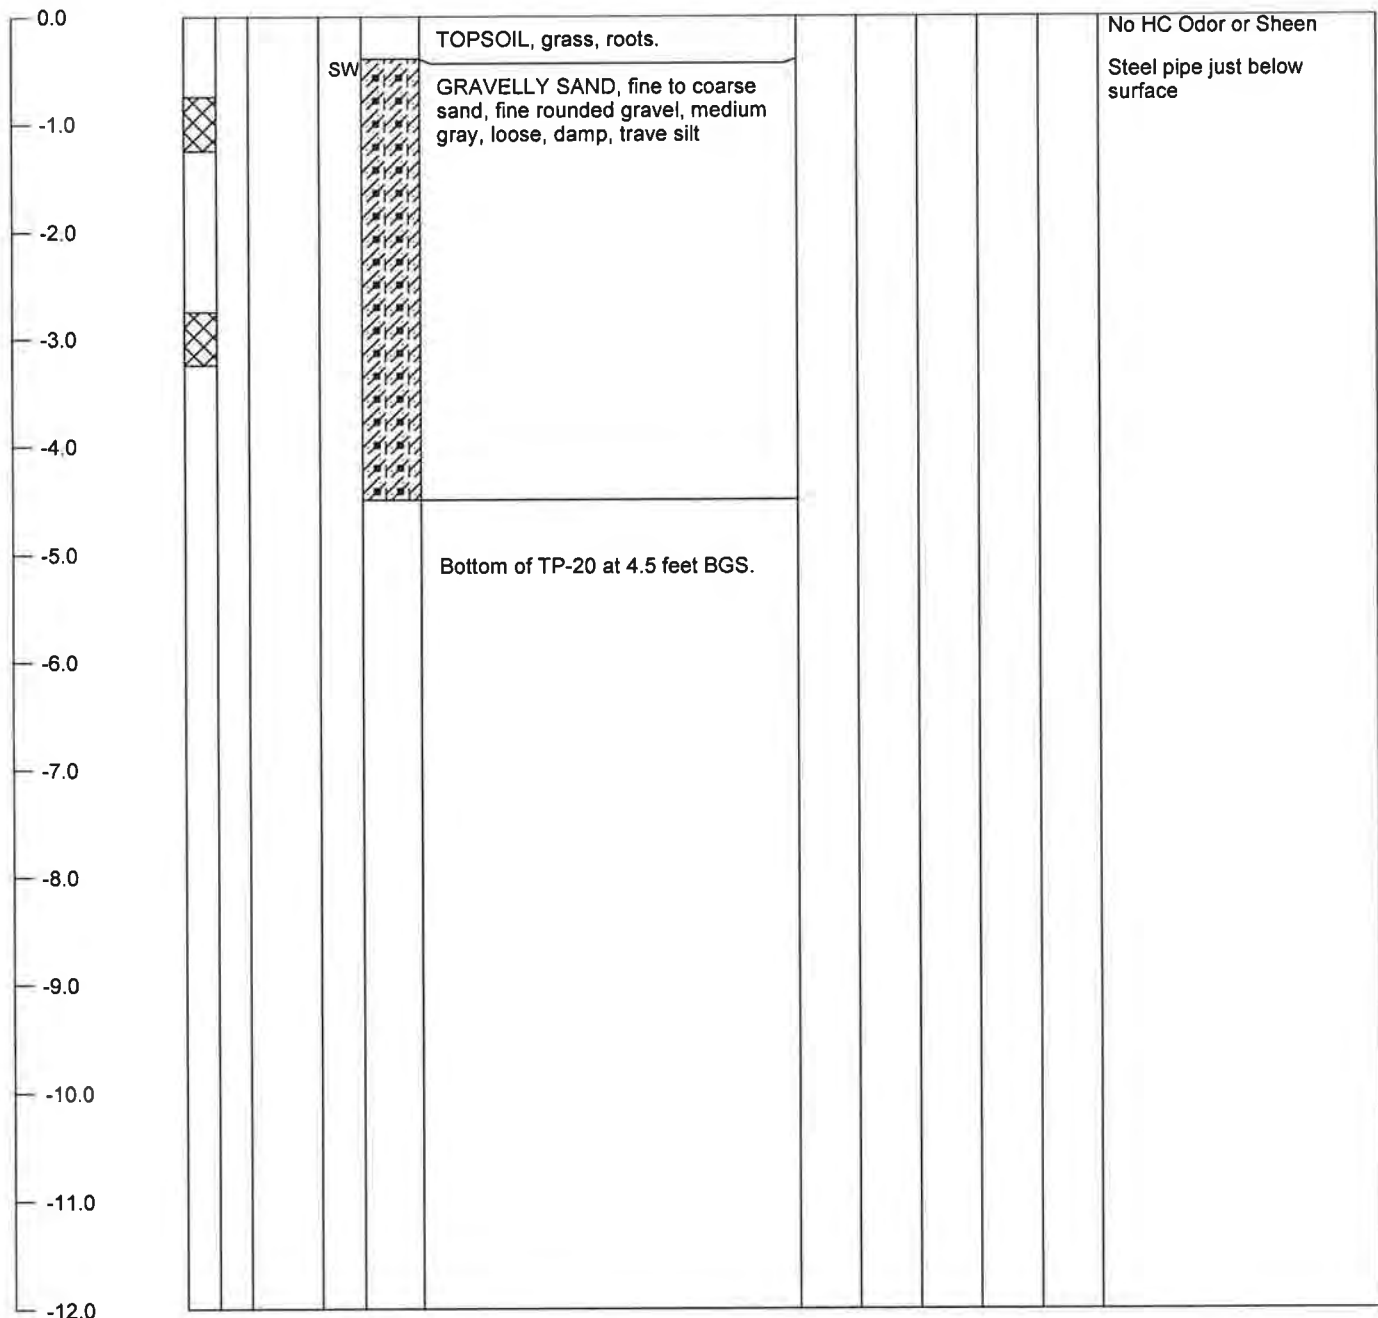 0.0
-1.0
-2.0
-3.0
-4.0
-5.0
-6.0
-7.0
-8.0
-9.0
-10.0
-11.0
-12.0
SW
TOPSOIL, grass, roots.
GRAVELLY SAND, fine to coarse
sand, fine rounded gravel, medium
gray, loose, damp, trave silt
Bottom of TP-20 at 4.5 feet BGS.
No HC Odor or Sheen
Steel pipe just below
surface